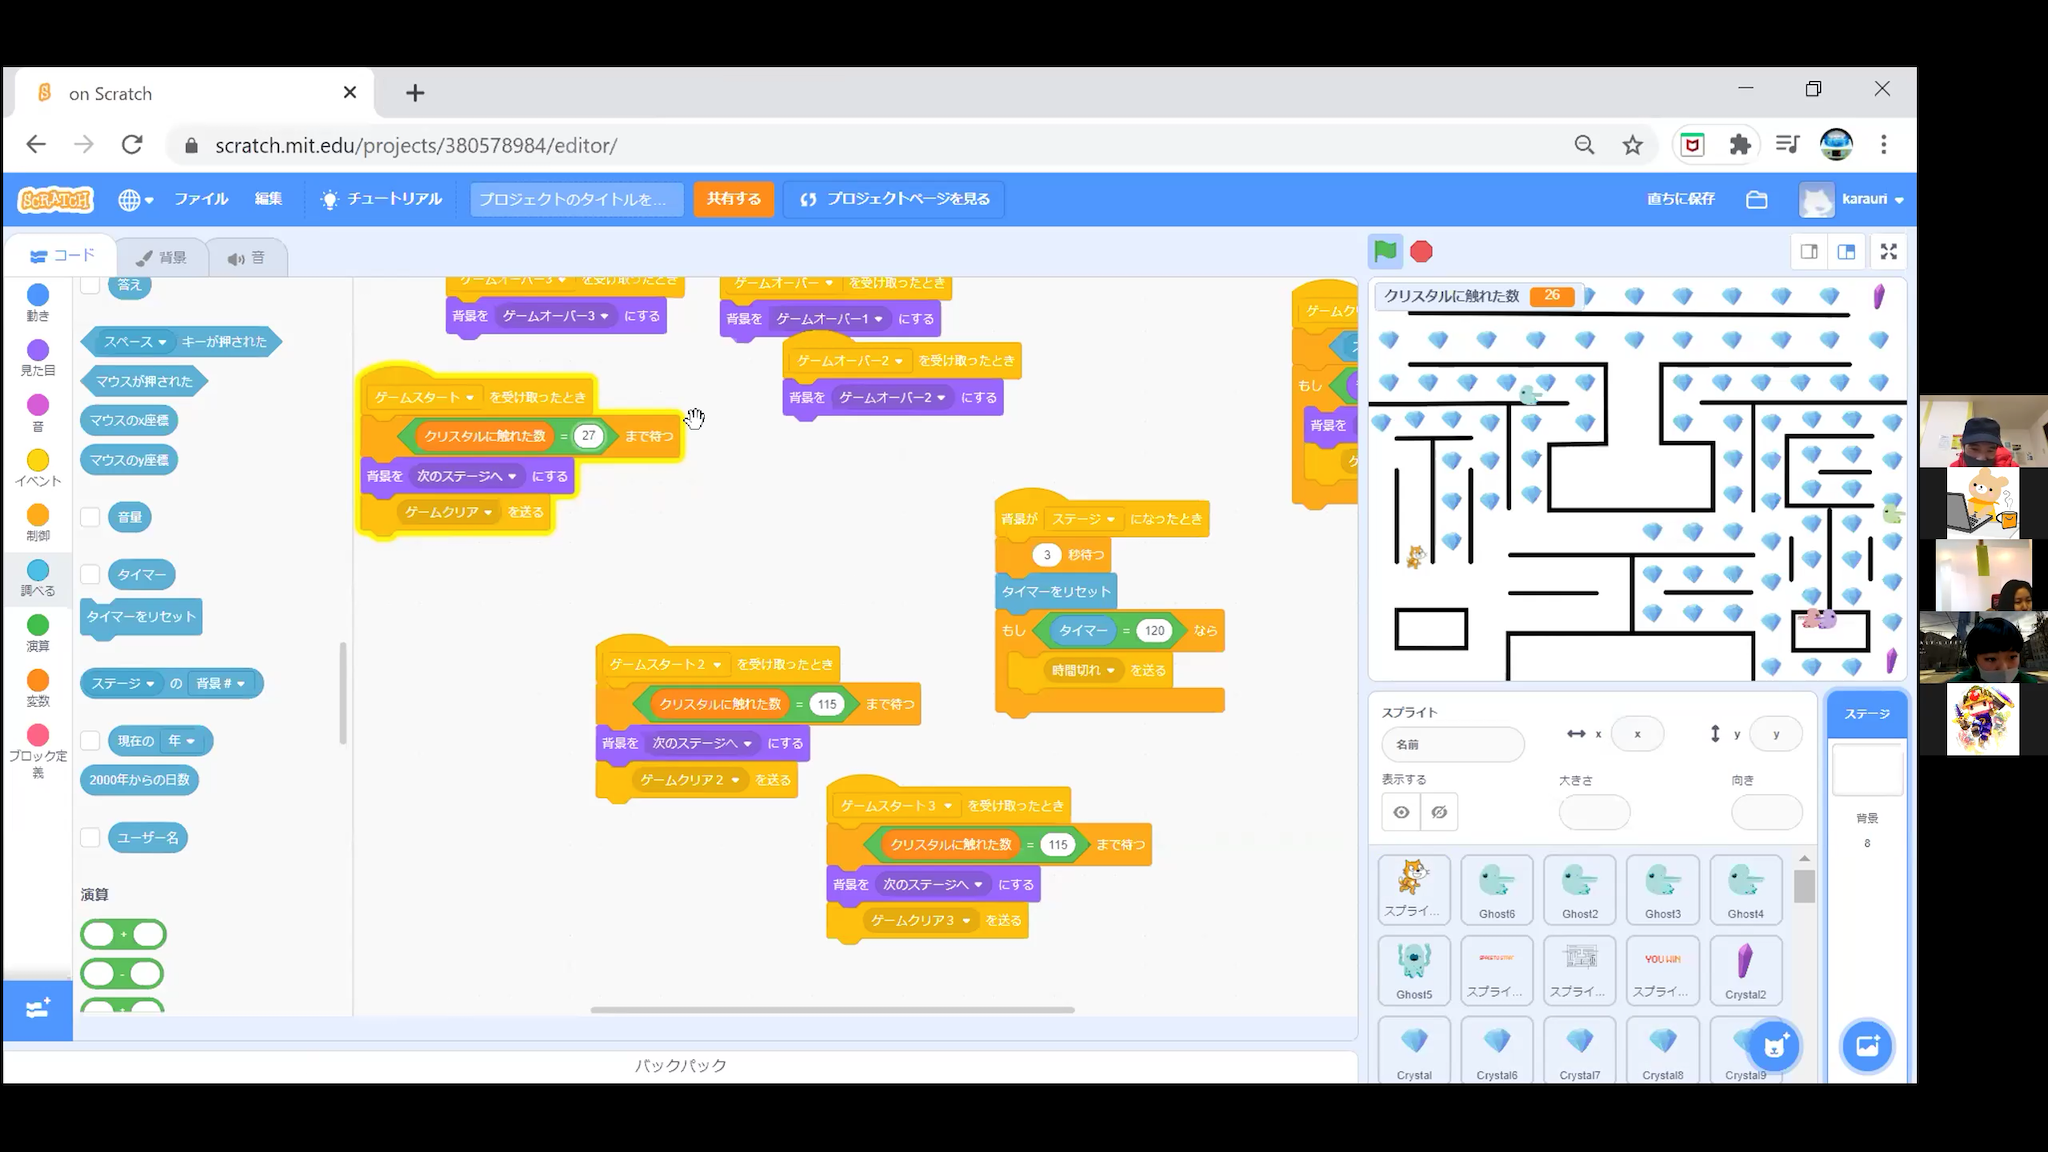 on Scratch
scratch.mit.edu/projects/380578984/editor/
SCRATCH
ファイル
編集
チュートリアル
プロジェクトのタイトルを...
共有する
プロジェクトページを見る
直ちに保存
karauri
コード
背景
音
動き
見た目
音
イベント
制御
調べる
演算
変数
ブロック定義
答え
スペース キーが押された
マウスが押された
マウスのx座標
マウスのy座標
音量
タイマー
タイマーをリセット
ステージ の 背景 #
現在の 年
2000年からの日数
ユーザー名
演算
+
-
ゲームオーバー3 を受け取ったとき
背景を ゲームオーバー3 にする
ゲームオーバー を受け取ったとき
背景を ゲームオーバー1 にする
ゲームオーバー2 を受け取ったとき
背景を ゲームオーバー2 にする
ゲームスタート を受け取ったとき
クリスタルに触れた数 = 27 まで待つ
背景を 次のステージへ にする
ゲームクリア を送る
背景が ステージ になったとき
3 秒待つ
タイマーをリセット
もし タイマー = 120 なら
時間切れ を送る
ゲームスタート2 を受け取ったとき
クリスタルに触れた数 = 115 まで待つ
背景を 次のステージへ にする
ゲームクリア2 を送る
ゲームスタート3 を受け取ったとき
クリスタルに触れた数 = 115 まで待つ
背景を 次のステージへ にする
ゲームクリア3 を送る
もし
背景を
バックパック
クリスタルに触れた数 26
スプライト
名前
x x
y y
表示する
大きさ
向き
ステージ
背景
8
スプライ...
Ghost6
Ghost2
Ghost3
Ghost4
Ghost5
スプライ...
スプライ...
YOU WIN
スプライ...
Crystal2
Crystal
Crystal6
Crystal7
Crystal8
Crystal9